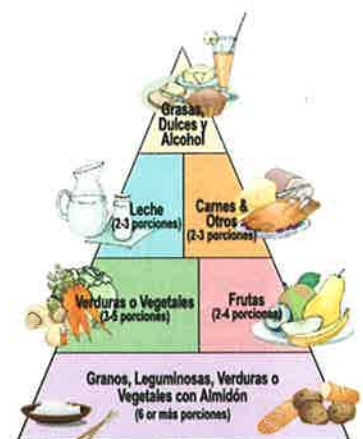 Grasas,
Dulces y
Alcohol
Leche
(2-3 porciones)
Carnes &
Otros
(2-3 porciones)
Verduras o Vegetales
(3-5 porciones)
Frutas
(2-4 porciones)
Granos, Leguminosas, Verduras o
Vegetales con Almidón
(6 or más porciones)